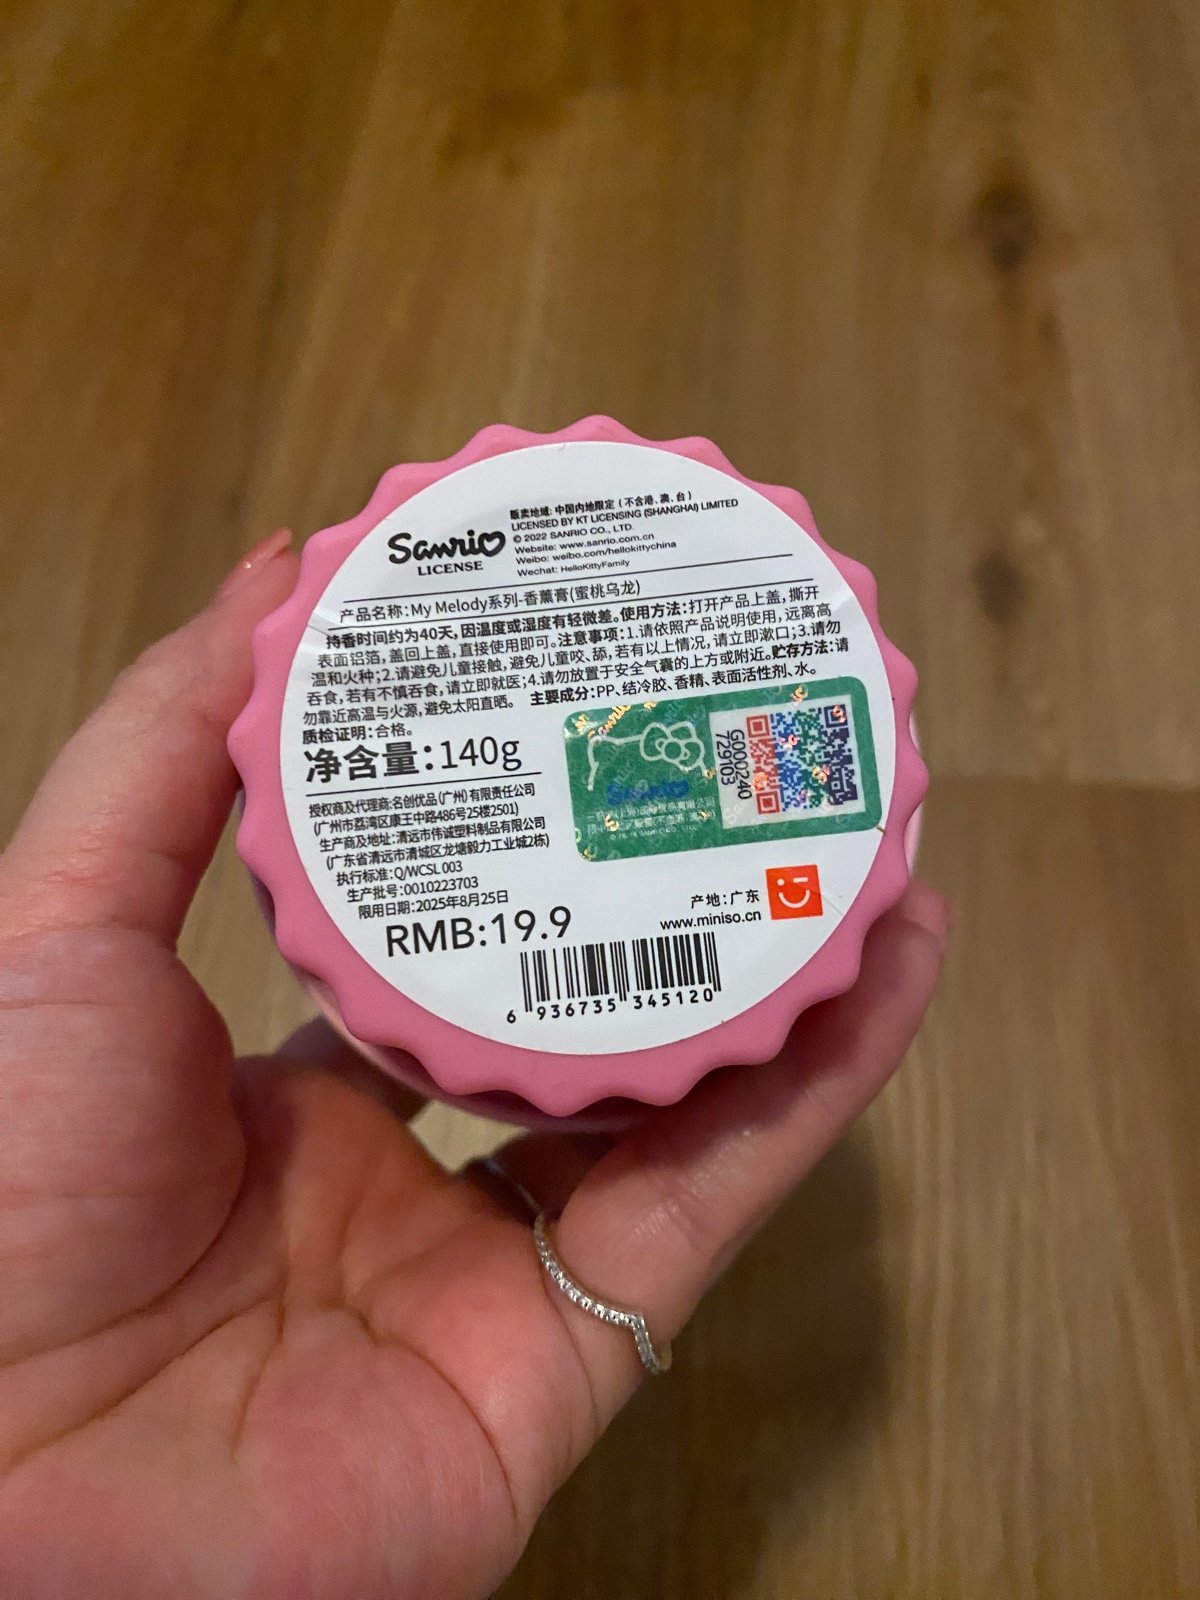 Sanrio
LICENSE
販売地域: 中国内地限定 (不含港、澳、台)
LICENSED BY KT LICENSING (SHANGHAI) LIMITED
© 2022 SANRIO CO., LTD.
Website: www.sanrio.com.cn
Weibo: weibo.com/hellokittychina
Wechat: HelloKittyFamily
产品名称:My Melody系列-香薰膏(蜜桃乌龙)
持香时间约为40天,因温度或湿度有轻微差。使用方法:打开产品上盖,撕开
表面铝箔,盖回上盖,直接使用即可。注意事项:1.请依照产品说明使用,远离高
温和火种;2.请避免儿童接触,避免儿童咬、舔,若有以上情况,请立即漱口;3.请勿
吞食,若有不慎吞食,请立即就医;4.请勿放置于安全气囊的上方或附近。贮存方法:请
勿靠近高温与火源,避免太阳直晒。 主要成分:PP、结冷胶、香精、表面活性剂、水。
质检证明:合格。
净含量:140g
授权商及代理商:名创优品(广州)有限责任公司
(广州市荔湾区康王中路486号25楼2501)
生产商及地址:清远市伟诚塑料制品有限公司
(广东省清远市清城区龙塘毅力工业城2栋)
执行标准:Q/WCSL 003
生产批号:0010223703
限用日期:2025年8月25日
RMB:19.9
G000240
729103
Sanrio
产地:广东
www.miniso.cn
6 936735 345120